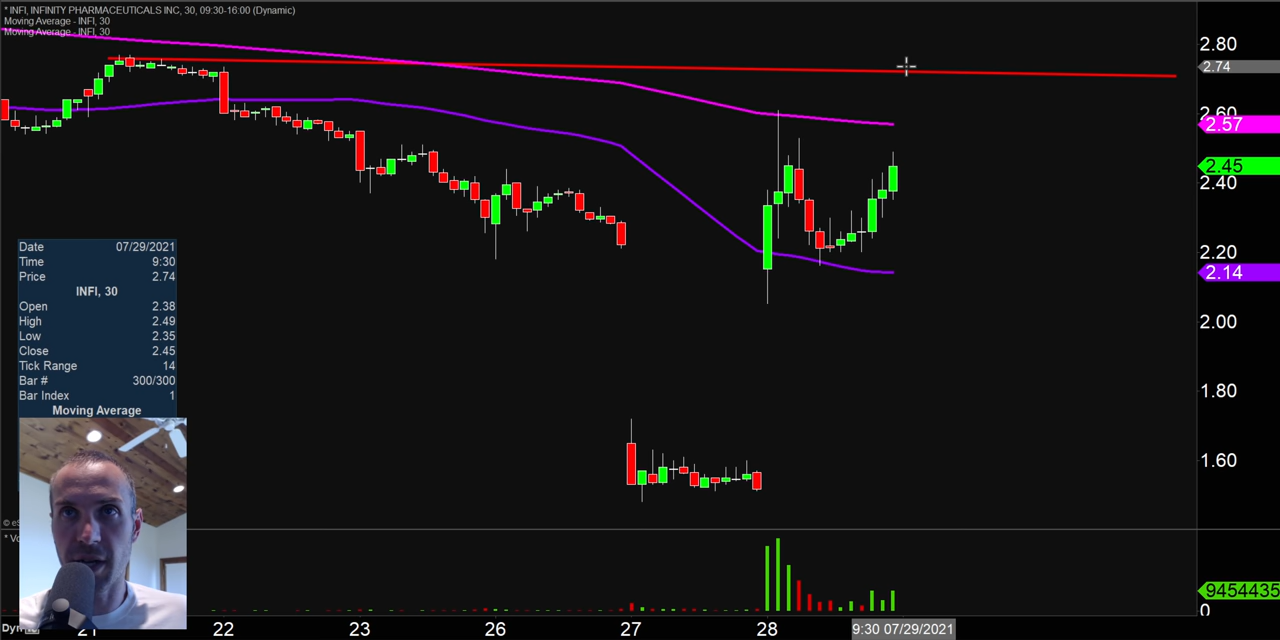 * INFI, INFINITY PHARMACEUTICALS INC, 30, 09:30-16:00 (Dynamic)
Moving Average - INFI, 30
Moving Average - INFI, 30
2.80
2.74
2.60
2.57
2.45
2.40
2.20
2.14
2.00
1.80
1.60
Date 07/29/2021
Time 9:30
Price 2.74
INFI, 30
Open 2.38
High 2.49
Low 2.35
Close 2.45
Tick Range 14
Bar # 300/300
Bar Index 1
Moving Average
9454435
0
21 22 23 26 27 28 9:30 07/29/2021